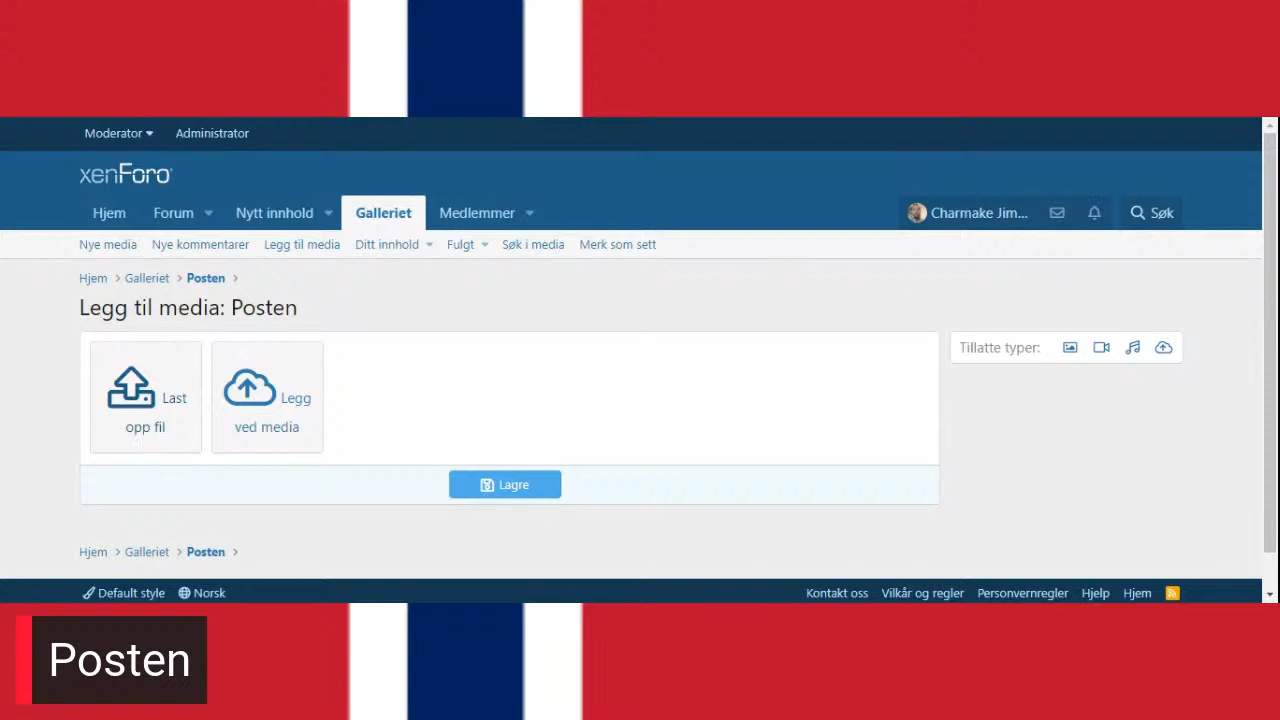 Moderator Administrator
xenForo
Hjem Forum Nytt innhold Galleriet Medlemmer Charmake Jim... Søk
Nye media Nye kommentarer Legg til media Ditt innhold Fulgt Søk i media Merk som sett
Hjem Galleriet Posten
Legg til media: Posten
Tillatte typer:
Last
opp fil
Legg
ved media
Lagre
Hjem Galleriet Posten
Default style Norsk Kontakt oss Vilkår og regler Personvernregler Hjelp Hjem
Posten